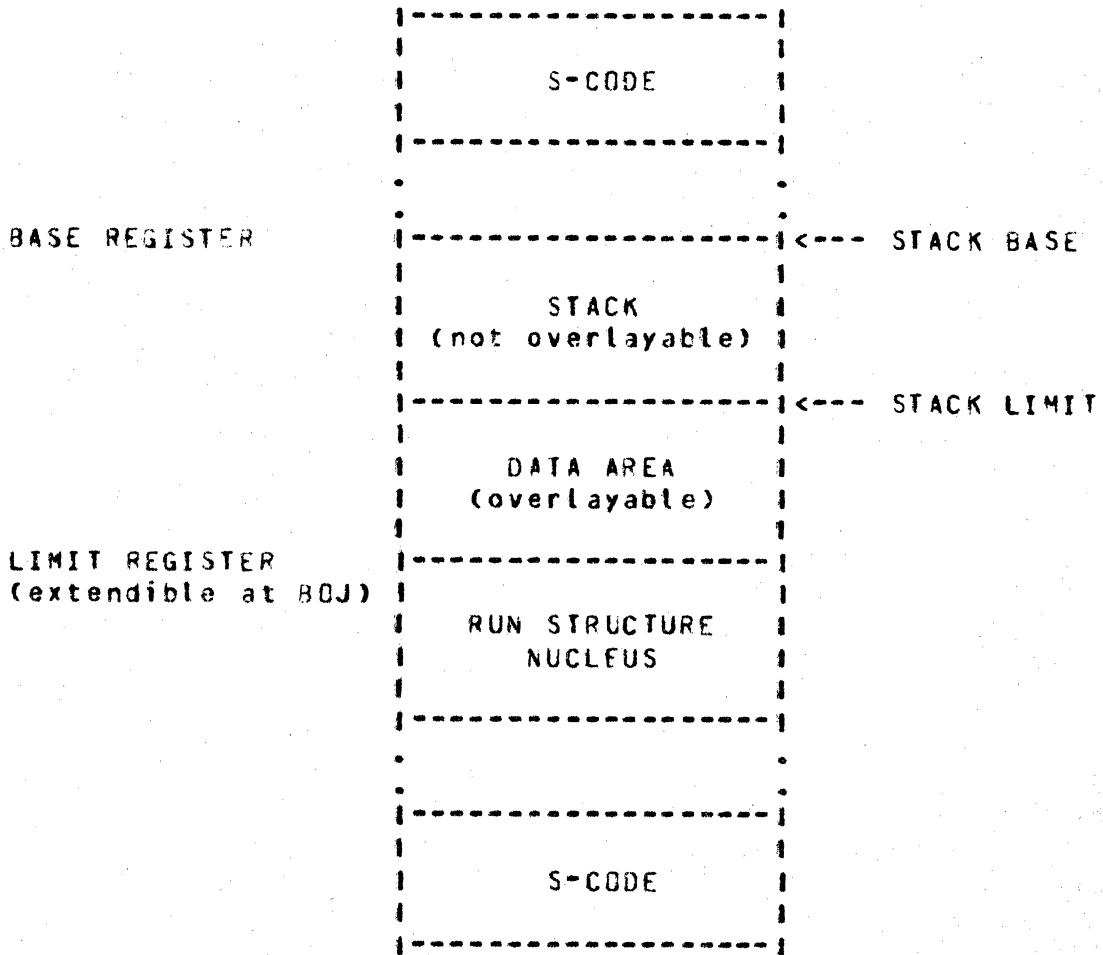 S-CODE
BASE REGISTER
<--- STACK BASE
STACK
(not overlayable)
<--- STACK LIMIT
DATA AREA
(overlayable)
LIMIT REGISTER
(extendible at BOJ)
RUN STRUCTURE
NUCLEUS
S-CODE